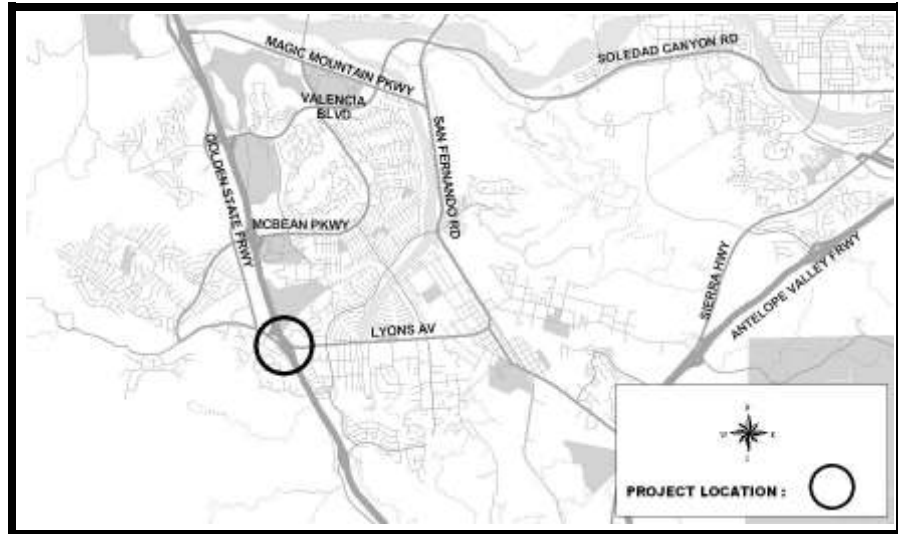 MAGIC MOUNTAIN PKWY
SOLEDAD CANYON RD
VALENCIA
BLVD
SAN FERNANDO RD
GOLDEN STATE FRWY
MCBEAN PKWY
SIERRA HWY
ANTELOPE VALLEY FRWY
LYONS AV
PROJECT LOCATION :